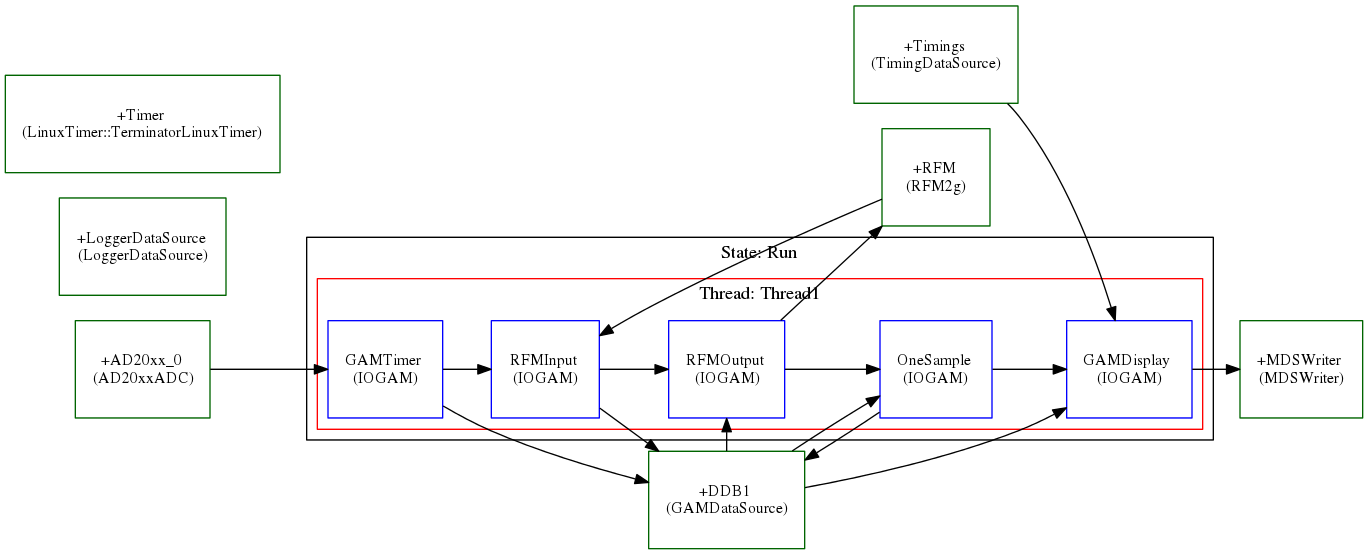 +Timings
(TimingDataSource)
+Timer
(LinuxTimer::TerminatorLinuxTimer)
+RFM
(RFM2g)
+LoggerDataSource
(LoggerDataSource)
State: Run
Thread: Thread1
+AD20xx_0
(AD20xxADC)
GAMTimer
(IOGAM)
RFMInput
(IOGAM)
RFMOutput
(IOGAM)
OneSample
(IOGAM)
GAMDisplay
(IOGAM)
+MDSWriter
(MDSWriter)
+DDB1
(GAMDataSource)